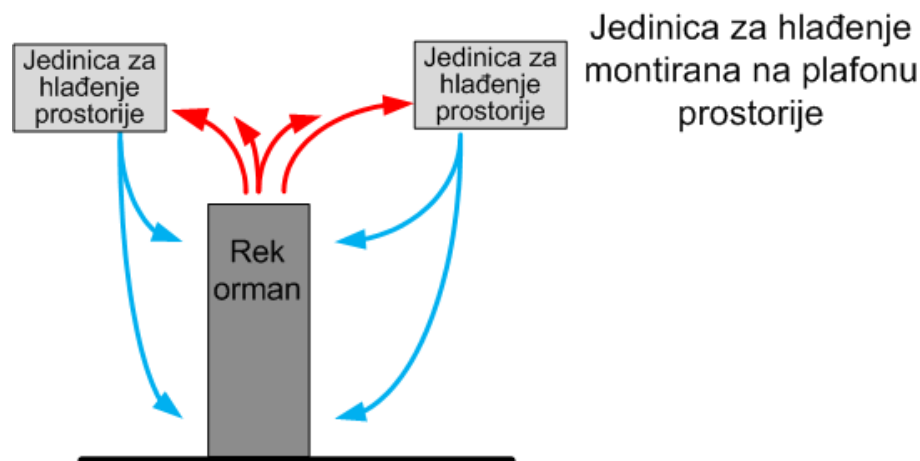 Jedinica za
hlađenje
prostorije
Jedinica za
hlađenje
prostorije
Jedinica za hlađenje
montirana na plafonu
prostorije
Rek
orman